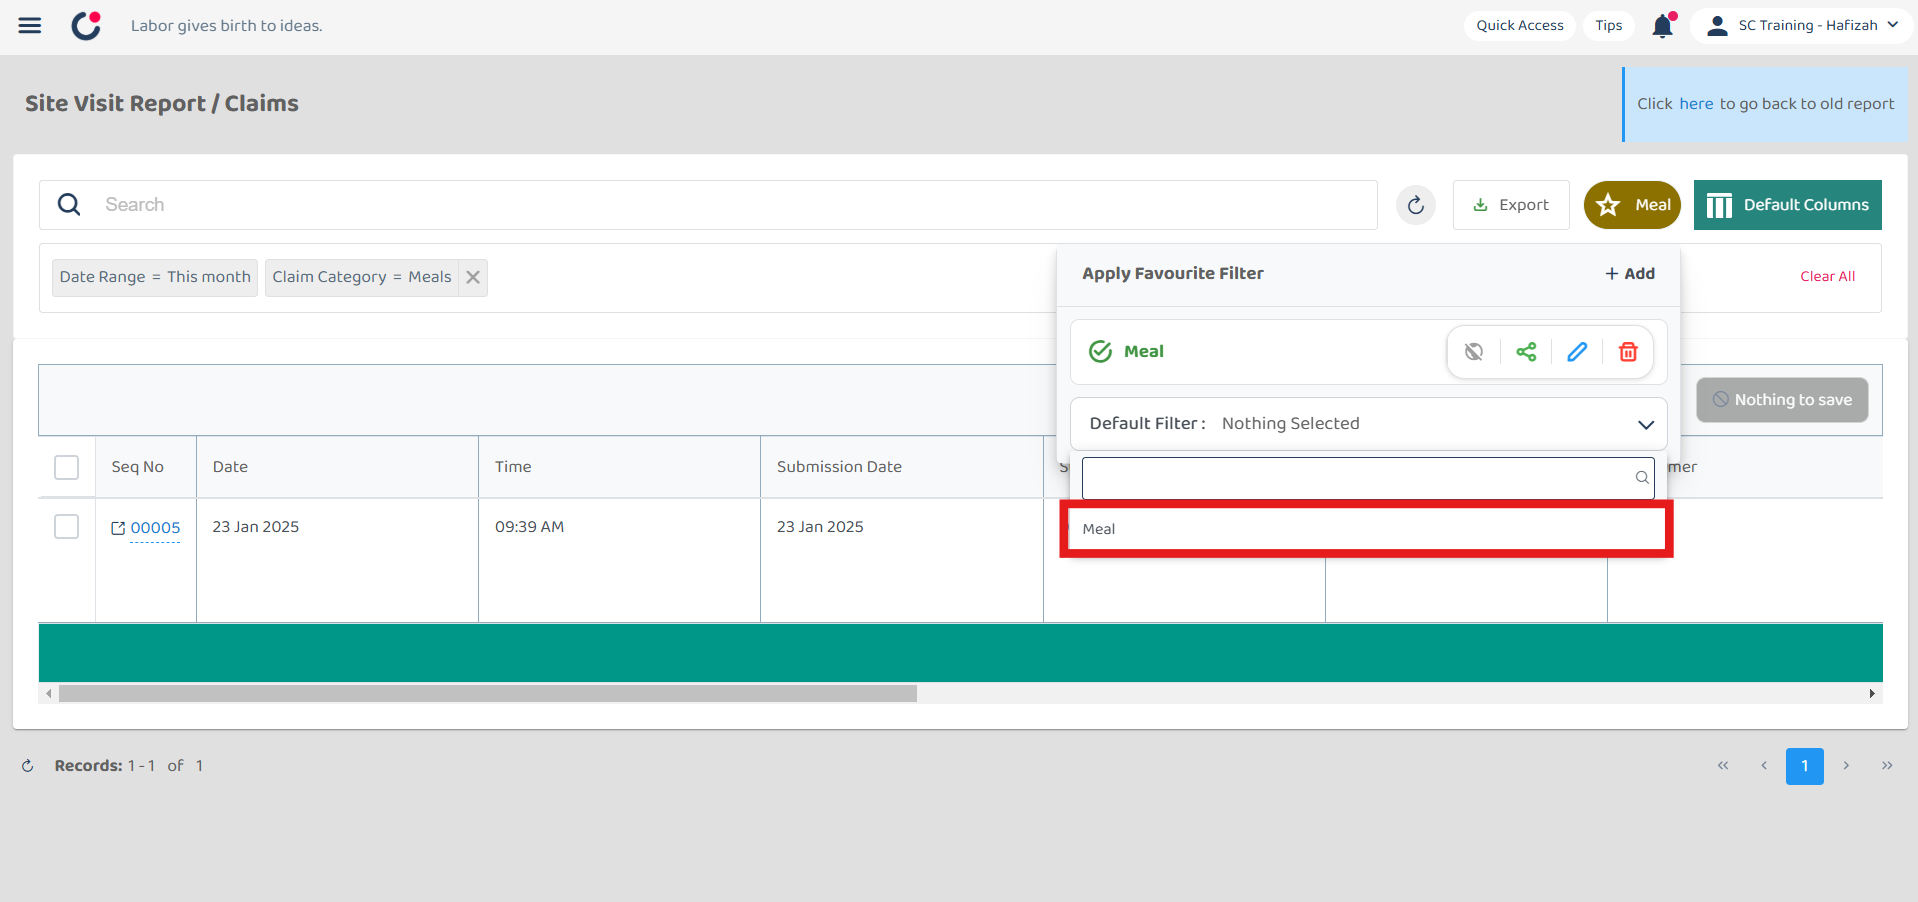 Labor gives birth to ideas.
Quick Access
Tips
SC Training - Hafizah
Site Visit Report / Claims
Click here to go back to old report
Search
Export
Meal
Default Columns
Date Range = This month
Claim Category = Meals
Apply Favourite Filter
+ Add
Clear All
Meal
Default Filter : Nothing Selected
Nothing to save
Seq No
Date
Time
Submission Date
S
mer
Meal
00005
23 Jan 2025
09:39 AM
23 Jan 2025
Records: 1 - 1 of 1
« ‹ 1 › »